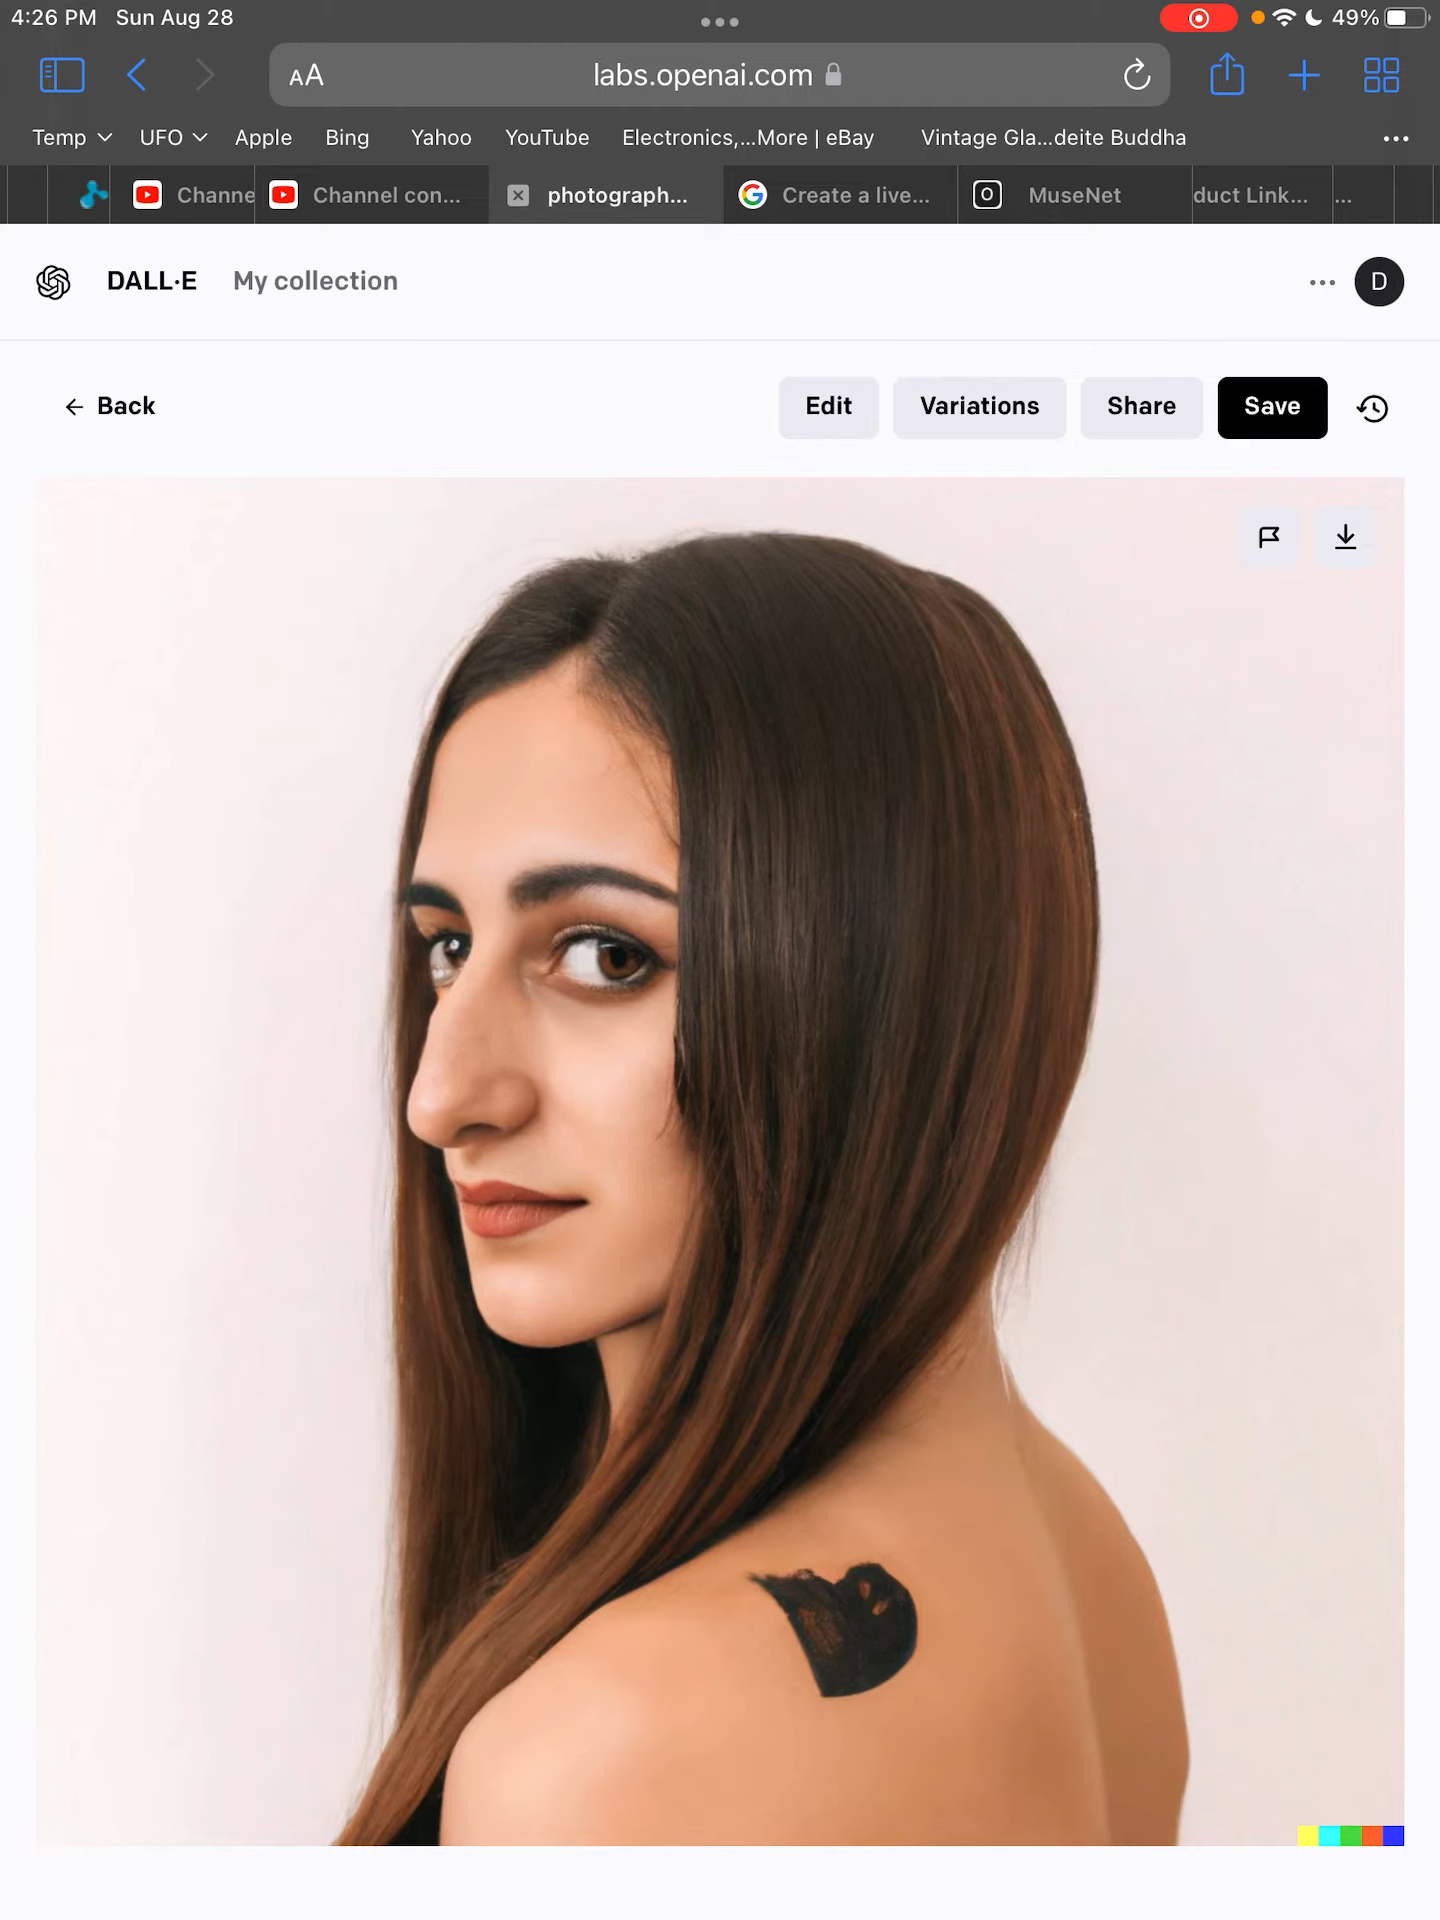 4:26 PM Sun Aug 28
49%
AA labs.openai.com
Temp UFO Apple Bing Yahoo YouTube Electronics,...More | eBay Vintage Gla...deite Buddha
Channe Channel con... photograph... Create a live... MuseNet duct Link... ...
DALL·E My collection
D
Back Edit Variations Share Save